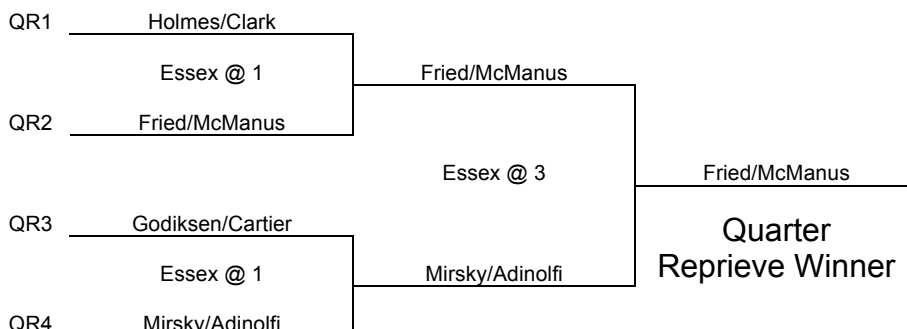 QR1 Holmes/Clark
Essex @ 1
Fried/McManus
QR2 Fried/McManus
Essex @ 3
Fried/McManus
QR3 Godiksen/Cartier
Quarter
Reprieve Winner
Essex @ 1
Mirsky/Adinolfi
QR4 Mirsky/Adinolfi